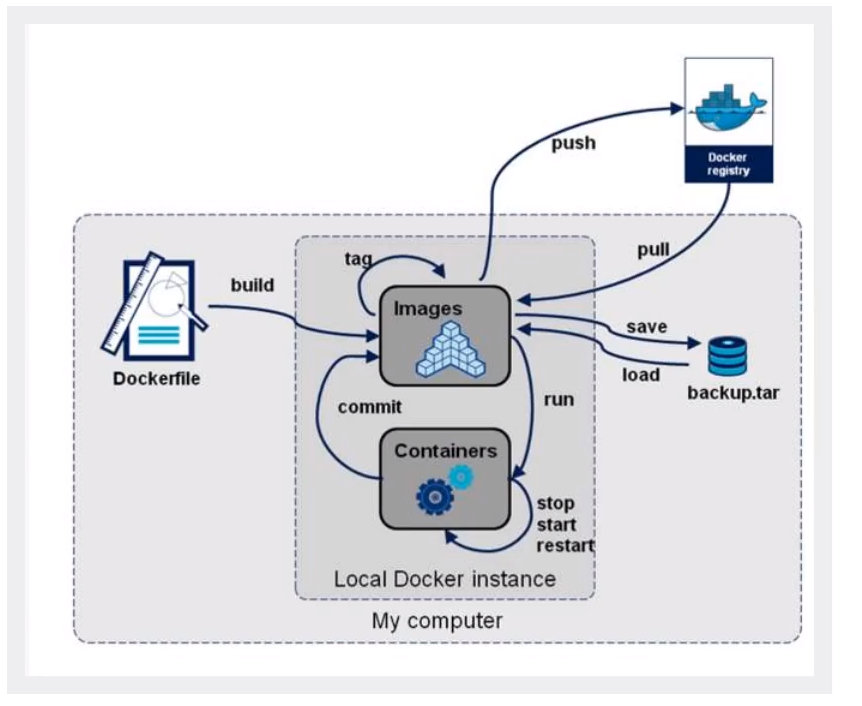 Docker
registry
push
pull
tag
build
Images
save
Dockerfile
load
backup.tar
commit
run
Containers
stop
start
restart
Local Docker instance
My computer